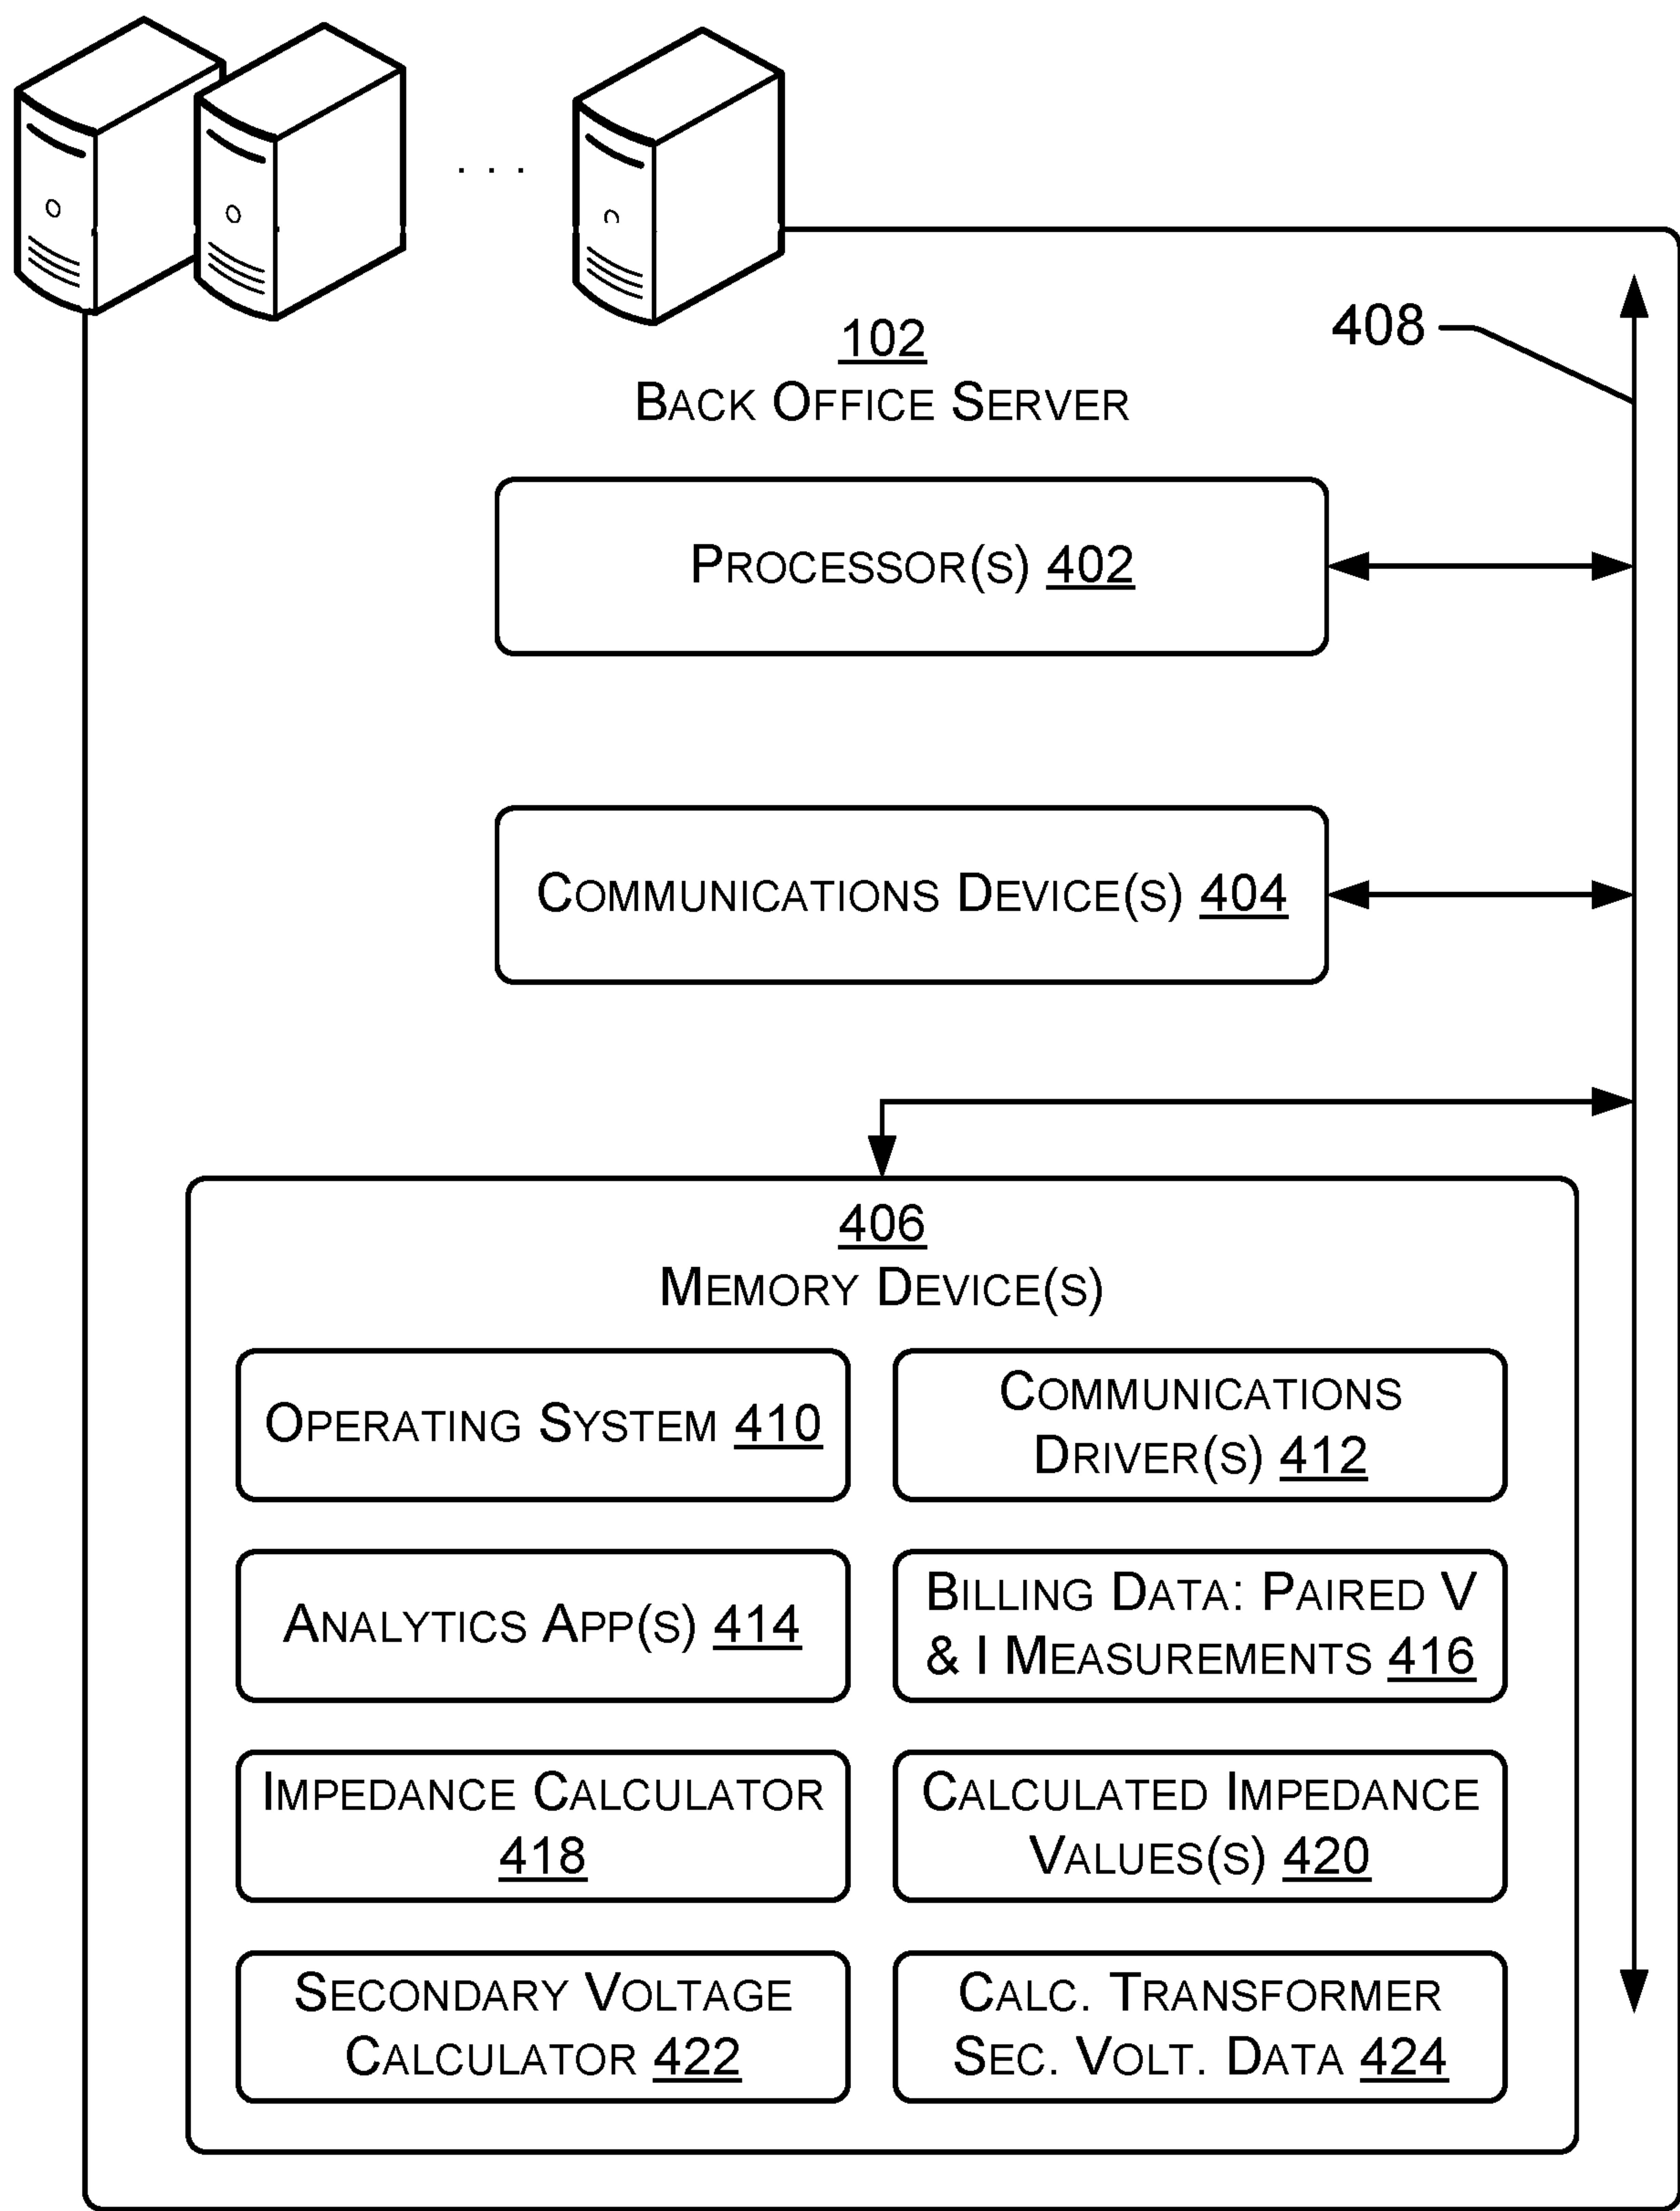 . . .
102
BACK OFFICE SERVER
408
PROCESSOR(S) 402
COMMUNICATIONS DEVICE(S) 404
406
MEMORY DEVICE(S)
OPERATING SYSTEM 410
COMMUNICATIONS
DRIVER(S) 412
ANALYTICS APP(S) 414
BILLING DATA: PAIRED V
& I MEASUREMENTS 416
IMPEDANCE CALCULATOR
418
CALCULATED IMPEDANCE
VALUES(S) 420
SECONDARY VOLTAGE
CALCULATOR 422
CALC. TRANSFORMER
SEC. VOLT. DATA 424